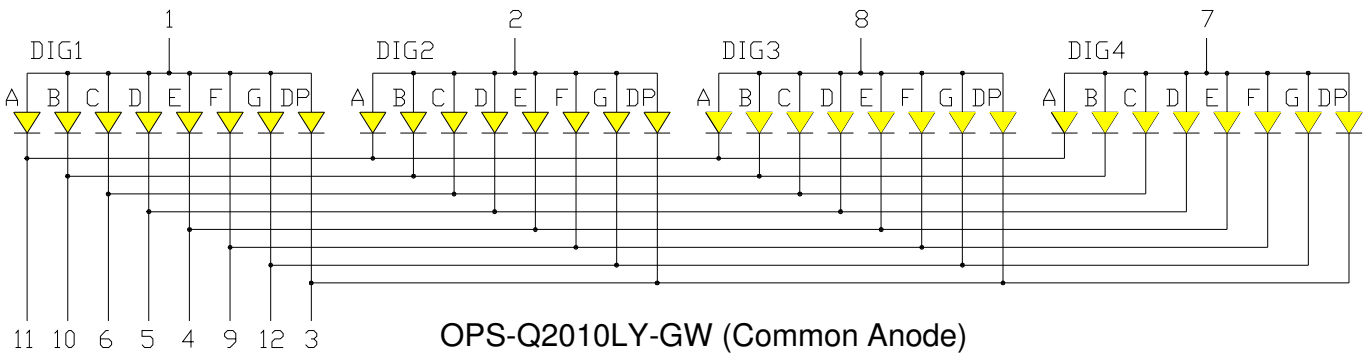 1 2 8 7
DIG1 DIG2 DIG3 DIG4
A B C D E F G DP A B C D E F G DP A B C D E F G DP A B C D E F G DP
11 10 6 5 4 9 12 3
OPS-Q2010LY-GW (Common Anode)